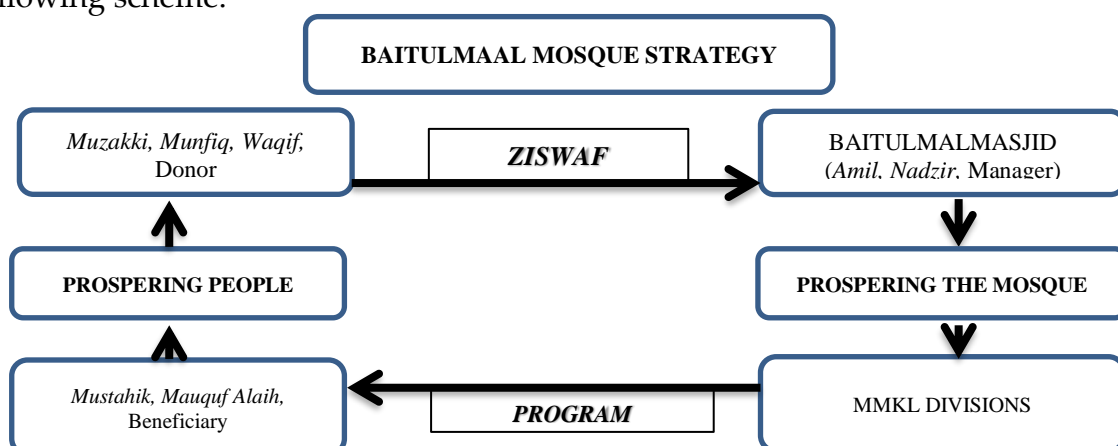 llowing scheme.
BAITULMAAL MOSQUE STRATEGY
Muzakki, Munfiq, Waqif,
Donor
ZISWAF
BAITULMALMASJID
(Amil, Nadzir, Manager)
PROSPERING PEOPLE
PROSPERING THE MOSQUE
Mustahik, Mauquf Alaih,
Beneficiary
PROGRAM
MMKL DIVISIONS